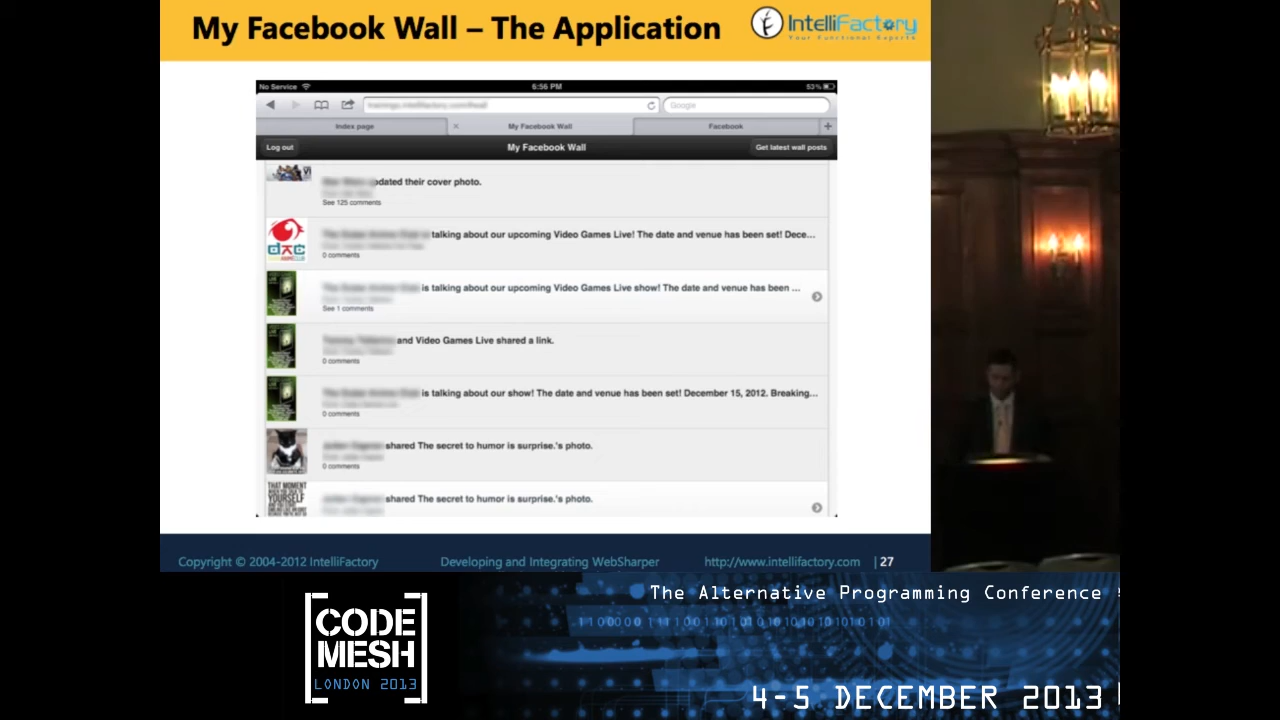 My Facebook Wall – The Application
IntelliFactory
Your Functional Experts
No Service
6:56 PM
53%
Google
Index page
My Facebook Wall
Facebook
Log out
My Facebook Wall
Get latest wall posts
dated their cover photo.
See 125 comments
talking about our upcoming Video Games Live! The date and venue has been set! Dece...
0 comments
is talking about our upcoming Video Games Live show! The date and venue has been ...
See 1 comments
and Video Games Live shared a link.
0 comments
is talking about our show! The date and venue has been set! December 15, 2012. Breaking...
0 comments
shared The secret to humor is surprise.'s photo.
0 comments
THAT MOMENT
WHEN YOU TALK TO
YOURSELF
shared The secret to humor is surprise.'s photo.
Copyright © 2004-2012 IntelliFactory
Developing and Integrating WebSharper
http://www.intellifactory.com
| 27
The Alternative Programming Conference
1100000 1111001101010101010101010101
CODE
MESH
LONDON 2013
4-5 DECEMBER 2013